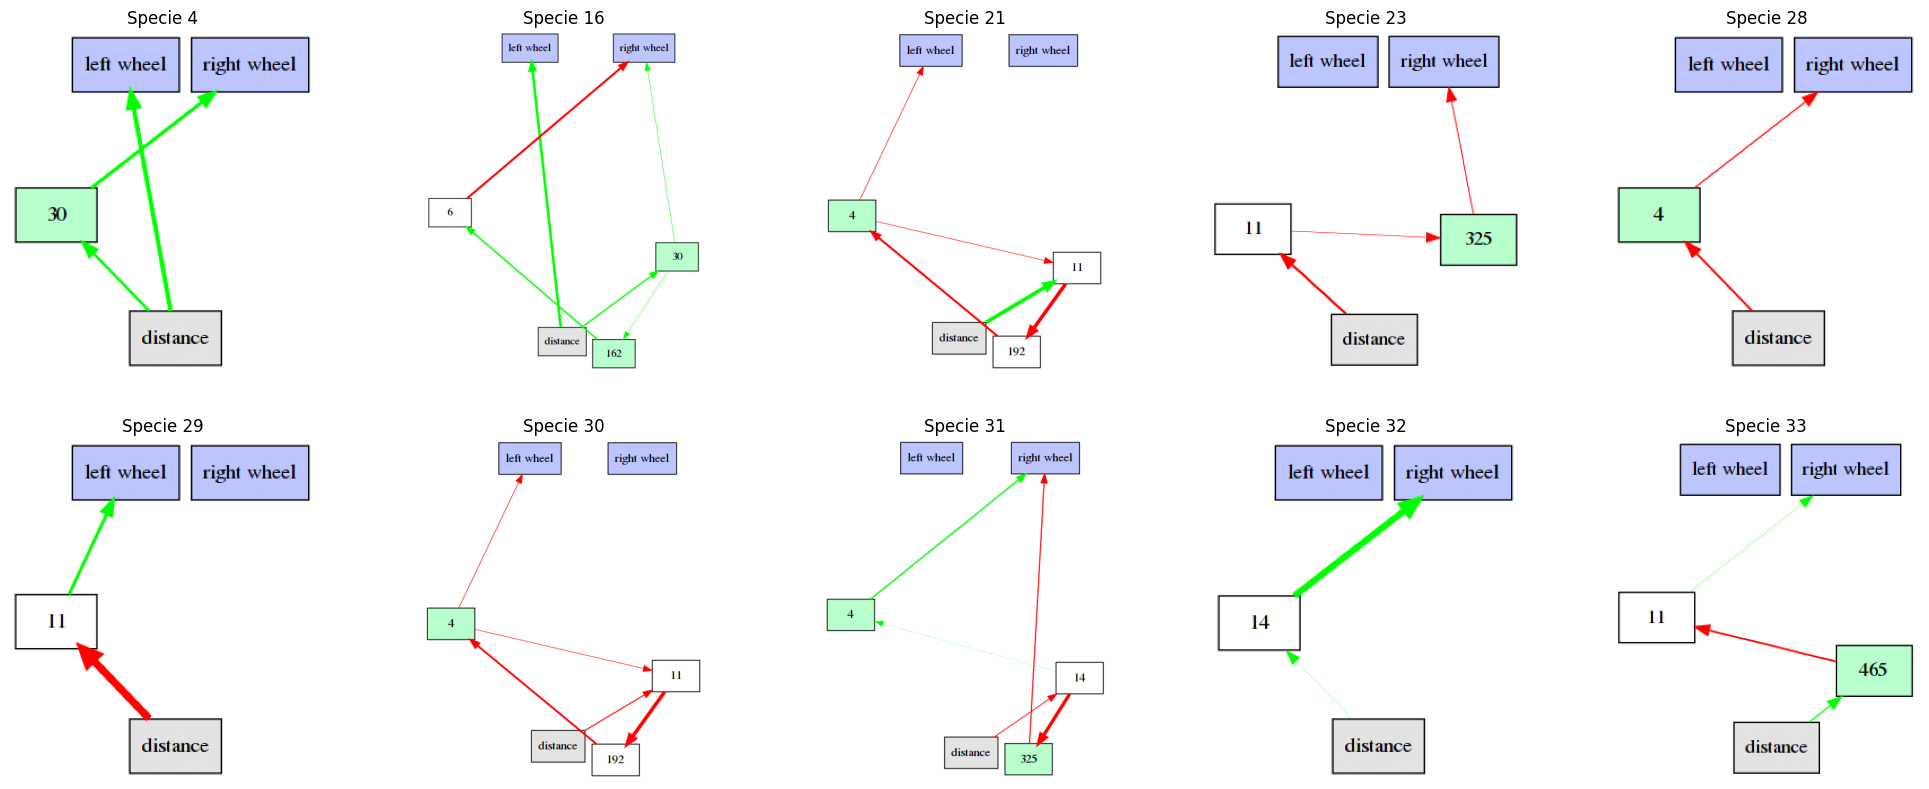 Specie 4
left wheel
right wheel
30
distance
Specie 16
left wheel
right wheel
6
30
distance
162
Specie 21
left wheel
right wheel
4
11
distance
192
Specie 23
left wheel
right wheel
11
325
distance
Specie 28
left wheel
right wheel
4
distance
Specie 29
left wheel
right wheel
11
distance
Specie 30
left wheel
right wheel
4
11
distance
192
Specie 31
left wheel
right wheel
4
14
distance
325
Specie 32
left wheel
right wheel
14
distance
Specie 33
left wheel
right wheel
11
465
distance